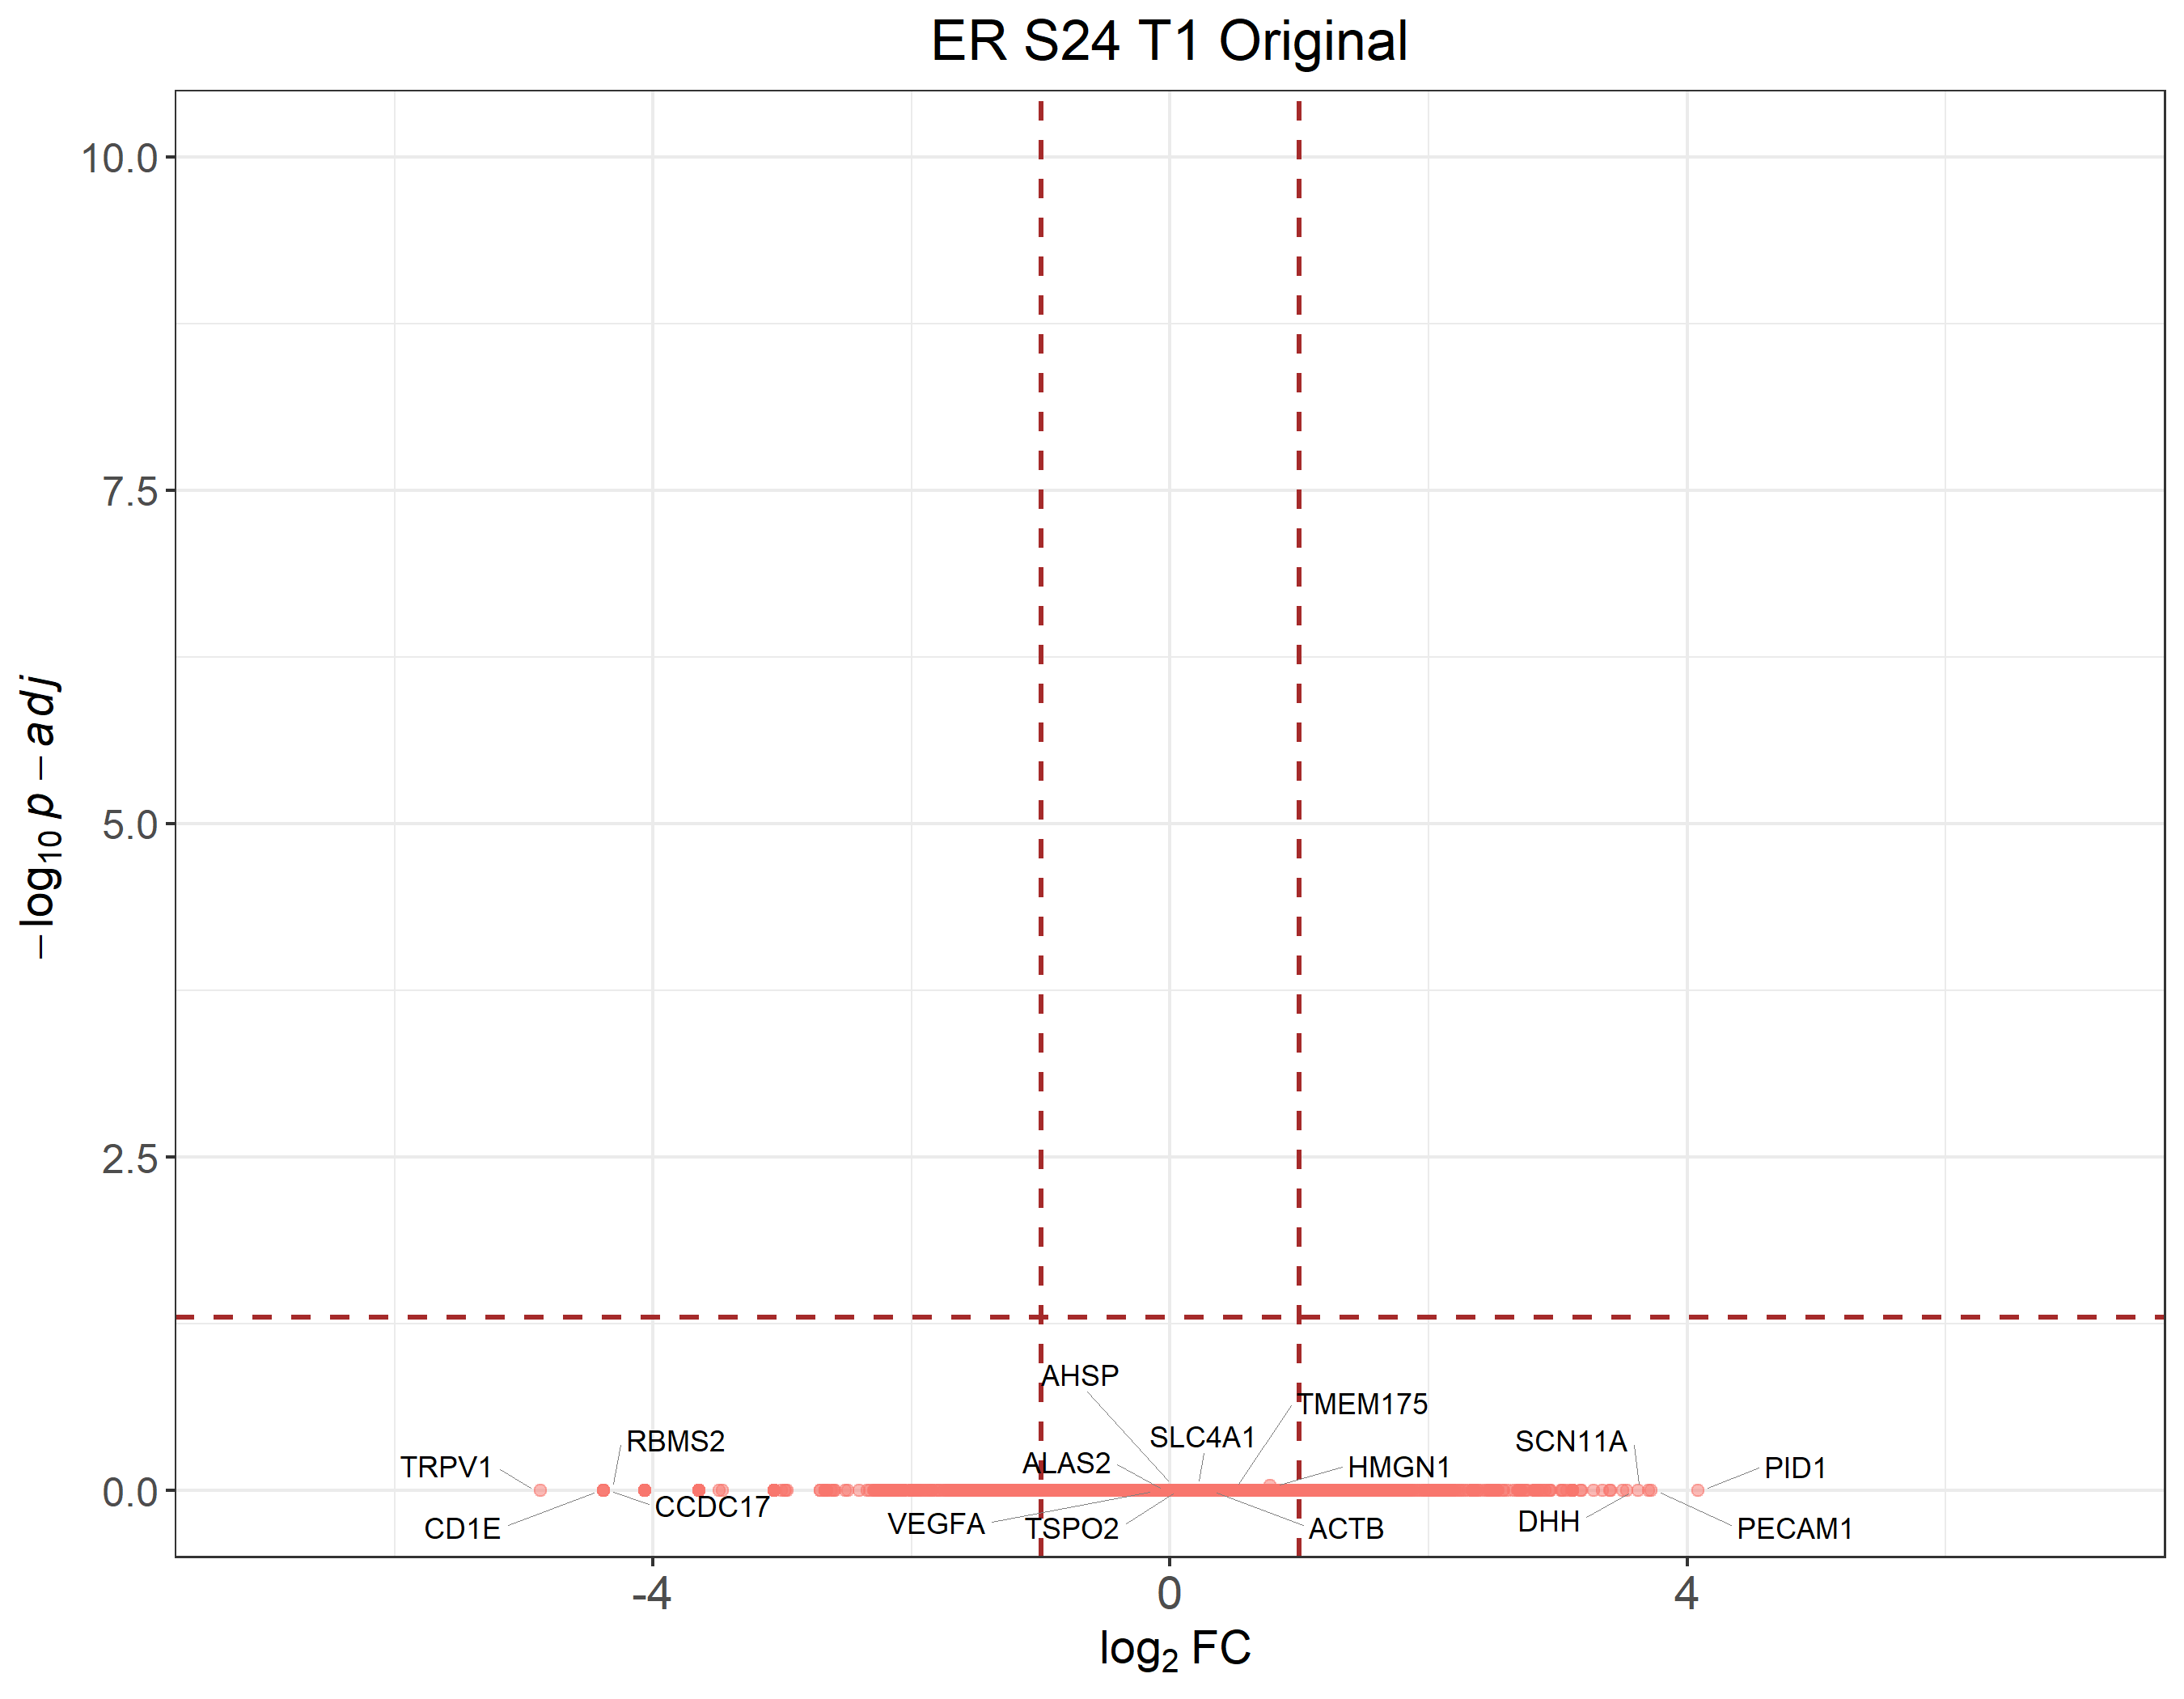 ER S24 T1 Original
10.0
7.5
5.0
2.5
0.0
−log10 p − adj
AHSP
TMEM175
SLC4A1
RBMS2
SCN11A
TRPV1
ALAS2
HMGN1
PID1
CCDC17
CD1E
VEGFA
TSPO2
ACTB
DHH
PECAM1
-4
0
4
log2 FC